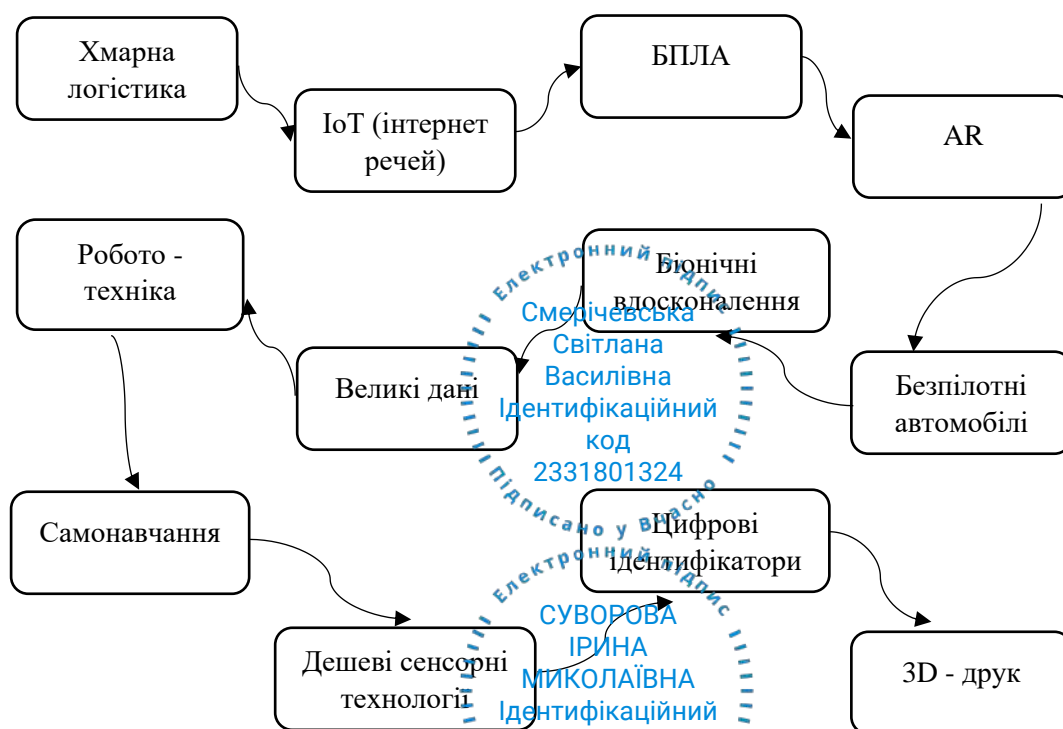 Хмарна
логістика
IoT (інтернет
речей)
БПЛА
AR
Робото -
техніка
Біонічні
вдосконалення
Великі дані
Безпілотні
автомобілі
Електронний підпис
Смерічевська
Світлана
Василівна
Ідентифікаційний
код
2331801324
Підписано у Вчасно
Самонавчання
Цифрові
ідентифікатори
Дешеві сенсорні
технології
3D - друк
Електронний підпис
СУВОРОВА
ІРИНА
МИКОЛАЇВНА
Ідентифікаційний